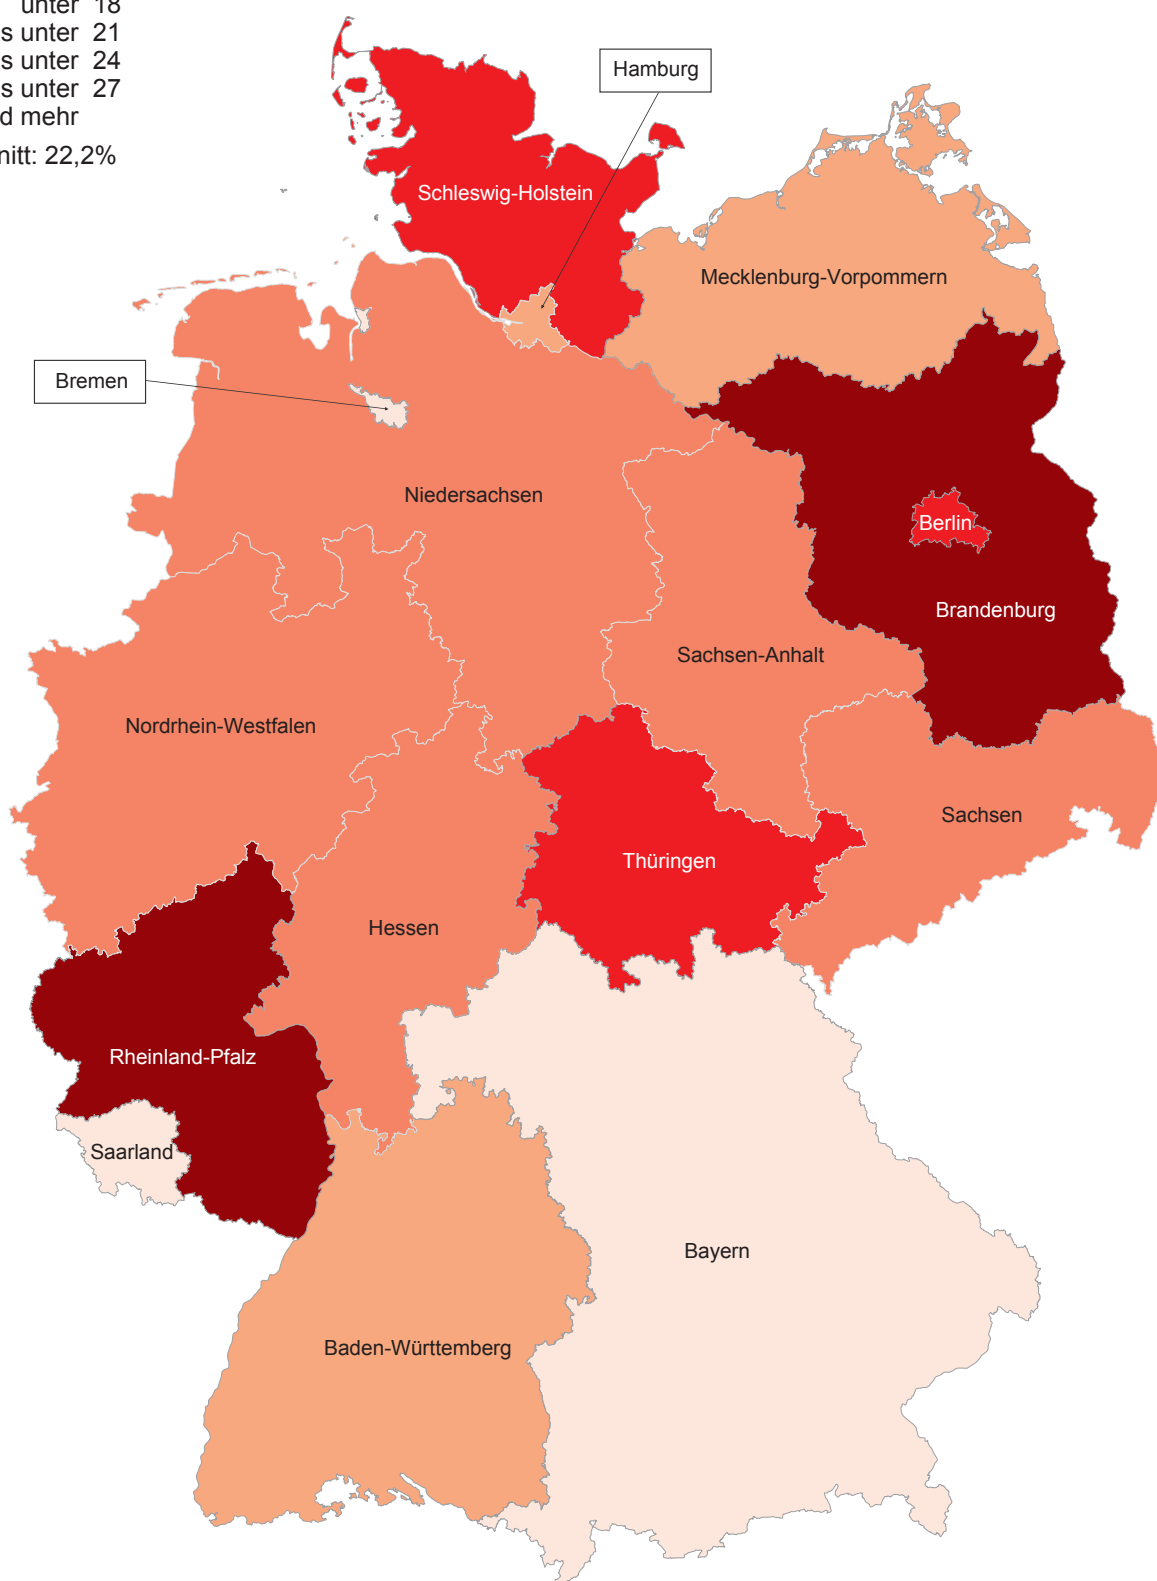 unter 18
s unter 21
s unter 24
s unter 27
d mehr
nitt: 22,2%
Hamburg
Schleswig-Holstein
Mecklenburg-Vorpommern
Bremen
Niedersachsen
Berlin
Brandenburg
Sachsen-Anhalt
Nordrhein-Westfalen
Sachsen
Thüringen
Hessen
Rheinland-Pfalz
Saarland
Bayern
Baden-Württemberg